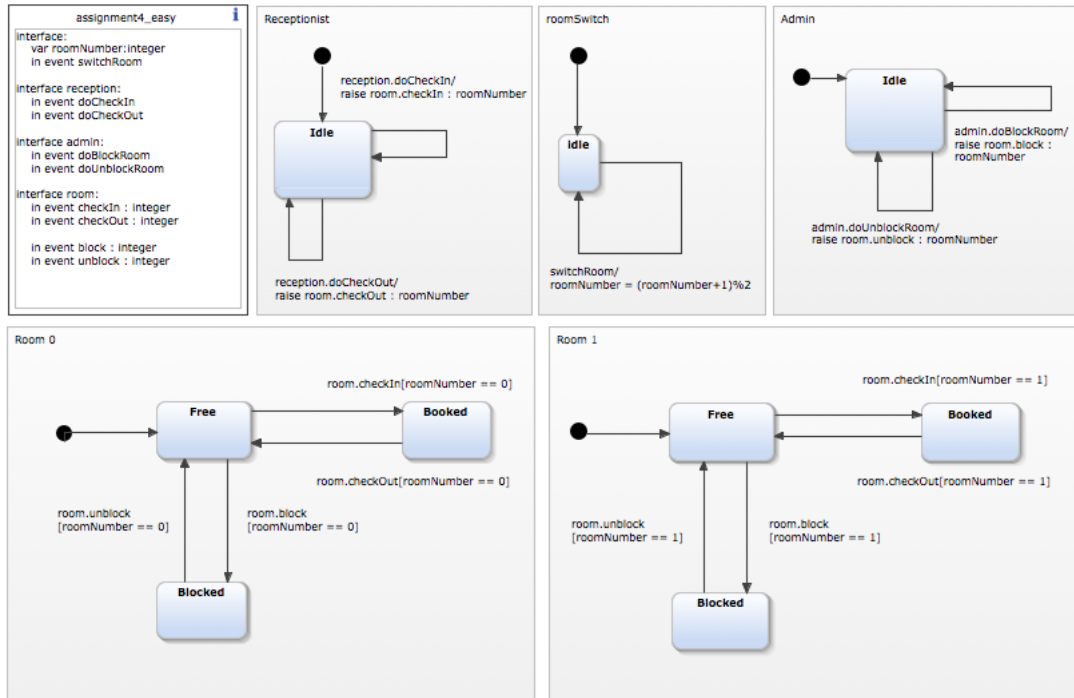 assignment4_easy
i
interface:
var roomNumber:integer
in event switchRoom
interface reception:
in event doCheckIn
in event doCheckOut
interface admin:
in event doBlockRoom
in event doUnblockRoom
interface room:
in event checkIn : integer
in event checkOut : integer
in event block : integer
in event unblock : integer
Receptionist
reception.doCheckIn/
raise room.checkIn : roomNumber
Idle
reception.doCheckOut/
raise room.checkOut : roomNumber
roomSwitch
idle
switchRoom/
roomNumber = (roomNumber+1)%2
Admin
Idle
admin.doBlockRoom/
raise room.block :
roomNumber
admin.doUnblockRoom/
raise room.unblock : roomNumber
Room 0
room.checkIn[roomNumber == 0]
Free
Booked
room.checkOut[roomNumber == 0]
room.unblock
[roomNumber == 0]
room.block
[roomNumber == 0]
Blocked
Room 1
room.checkIn[roomNumber == 1]
Free
Booked
room.checkOut[roomNumber == 1]
room.unblock
[roomNumber == 1]
room.block
[roomNumber == 1]
Blocked